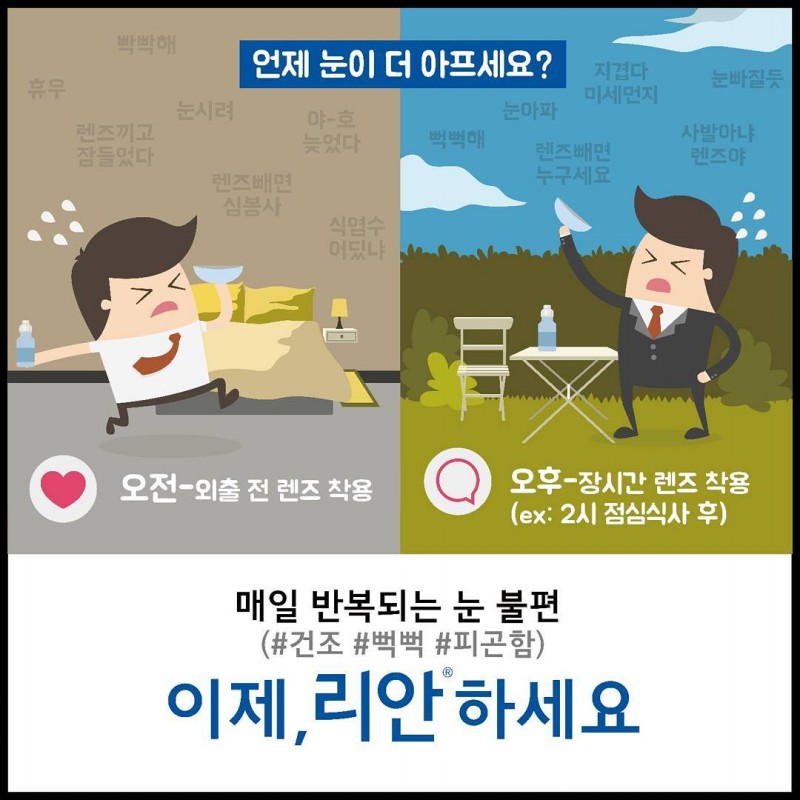 언제 눈이 더 아프세요?
빡빡해
휴우
눈시려
렌즈끼고
잠들었다
야-호
늦었다
렌즈빼면
심봉사
식염수
어딨냐
지겹다
미세먼지
눈빠질듯
눈아파
뻑뻑해
렌즈빼면
누구세요
사발아냐
렌즈야
오전-외출 전 렌즈 착용
오후-장시간 렌즈 착용
(ex: 2시 점심식사 후)
매일 반복되는 눈 불편
(#건조 #뻑뻑 #피곤함)
이제,리안®하세요